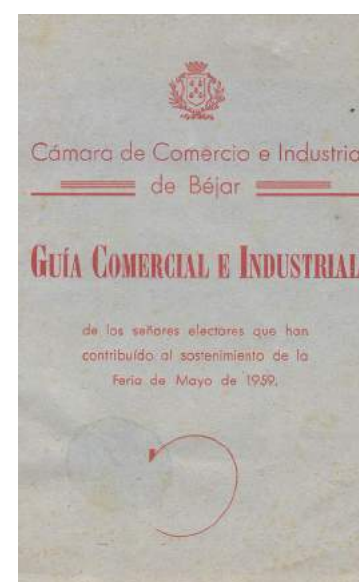 Cámara de Comercio e Industria
de Béjar
GUÍA COMERCIAL E INDUSTRIAL
de los señores electores que han
contribuído al sostenimiento de la
Feria de Mayo de 1959.